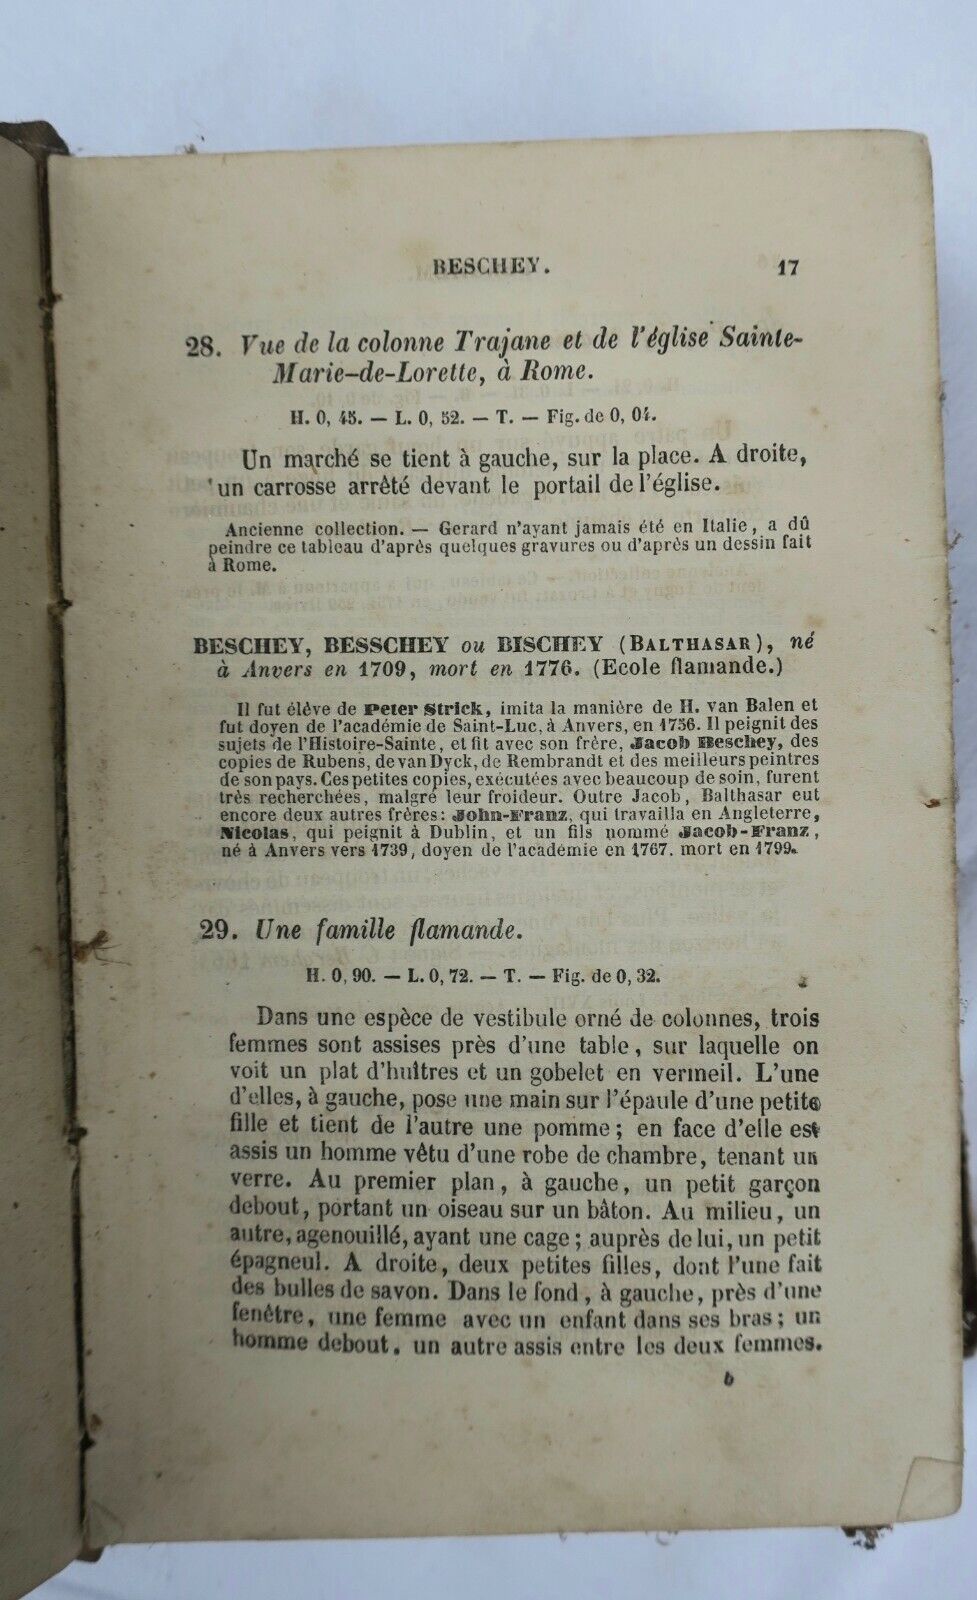 BESCHEY. 17
28. Vue de la colonne Trajane et de l'église Sainte-
Marie-de-Lorette, à Rome.
H. 0, 45. — L. 0, 52. — T. — Fig. de 0, 04.
Un marché se tient à gauche, sur la place. A droite,
un carrosse arrêté devant le portail de l'église.
Ancienne collection. — Gerard n'ayant jamais été en Italie, a dû
peindre ce tableau d'après quelques gravures ou d'après un dessin fait
à Rome.
BESCHEY, BESSCHEY ou BISCHEY (BALTHASAR), né
à Anvers en 1709, mort en 1776. (Ecole flamande.)
Il fut élève de Peter Strick, imita la manière de H. van Balen et
fut doyen de l'académie de Saint-Luc, à Anvers, en 1756. Il peignit des
sujets de l'Histoire-Sainte, et fit avec son frère, Jacob Beschey, des
copies de Rubens, de van Dyck, de Rembrandt et des meilleurs peintres
de son pays. Ces petites copies, exécutées avec beaucoup de soin, furent
très recherchées, malgré leur froideur. Outre Jacob, Balthasar eut
encore deux autres frères: John-Franz, qui travailla en Angleterre,
Nicolas, qui peignit à Dublin, et un fils nommé Jacob-Franz,
né à Anvers vers 1739, doyen de l'académie en 1767. mort en 1799.
29. Une famille flamande.
H. 0, 90. — L. 0, 72. — T. — Fig. de 0, 32.
Dans une espèce de vestibule orné de colonnes, trois
femmes sont assises près d'une table, sur laquelle on
voit un plat d'huîtres et un gobelet en vermeil. L'une
d'elles, à gauche, pose une main sur l'épaule d'une petite
fille et tient de l'autre une pomme; en face d'elle est
assis un homme vêtu d'une robe de chambre, tenant un
verre. Au premier plan, à gauche, un petit garçon
debout, portant un oiseau sur un bâton. Au milieu, un
autre, agenouillé, ayant une cage; auprès de lui, un petit
épagneul. A droite, deux petites filles, dont l'une fait
des bulles de savon. Dans le fond, à gauche, près d'une
fenêtre, une femme avec un enfant dans ses bras; un
homme debout, un autre assis entre les deux femmes.
b